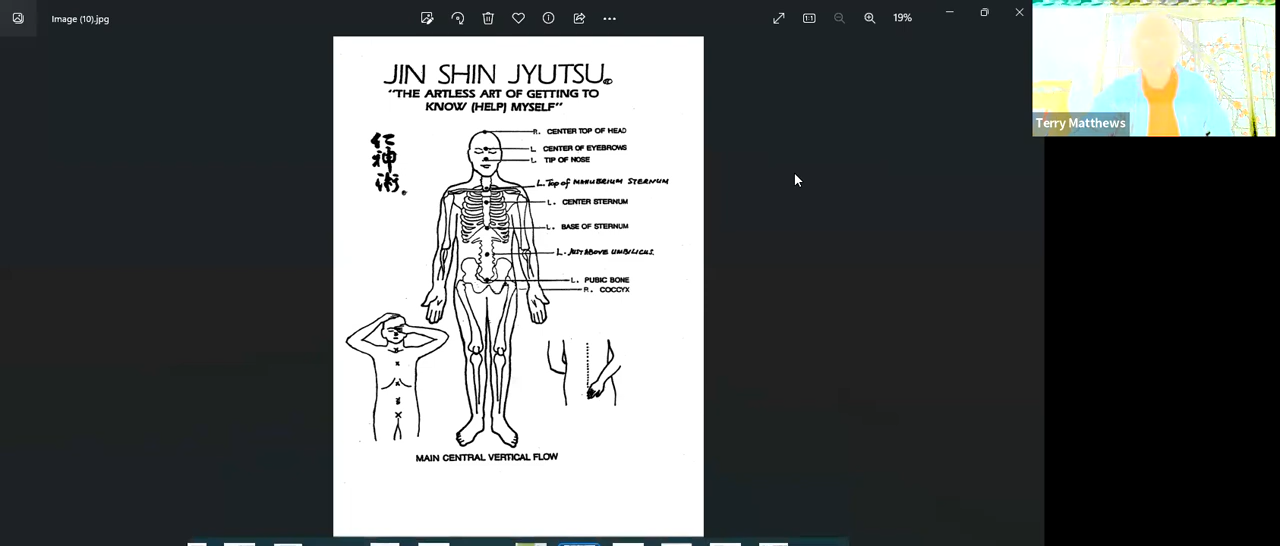 Image (10).jpg
19%
Terry Matthews
JIN SHIN JYUTSU©
"THE ARTLESS ART OF GETTING TO
KNOW (HELP) MYSELF"
仁
神
術。
R. CENTER TOP OF HEAD
L. CENTER OF EYEBROWS
L. TIP OF NOSE
L. Top of MANUBRIUM STERNUM
L. CENTER STERNUM
L. BASE OF STERNUM
L. JUST ABOVE UMBILICUS.
L. PUBIC BONE
R. COCCYX
MAIN CENTRAL VERTICAL FLOW